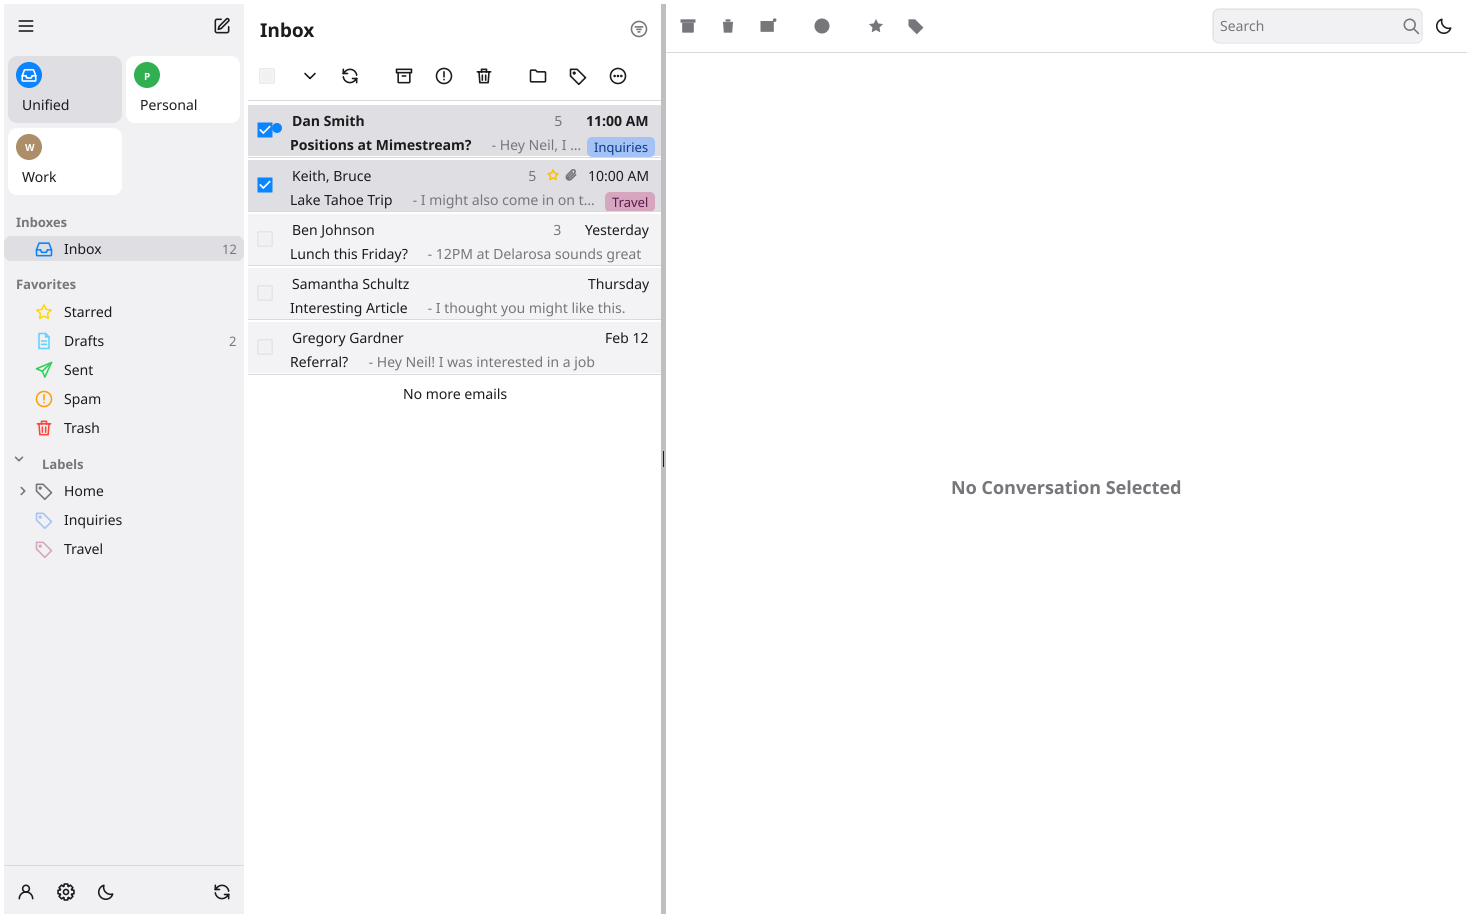 Inbox
Search
Unified
P
Personal
W
Work
Inboxes
Inbox 12
Favorites
Starred
Drafts 2
Sent
Spam
Trash
Labels
Home
Inquiries
Travel
Dan Smith 5 11:00 AM
Positions at Mimestream? - Hey Neil, I ... Inquiries
Keith, Bruce 5 10:00 AM
Lake Tahoe Trip - I might also come in on t... Travel
Ben Johnson 3 Yesterday
Lunch this Friday? - 12PM at Delarosa sounds great
Samantha Schultz Thursday
Interesting Article - I thought you might like this.
Gregory Gardner Feb 12
Referral? - Hey Neil! I was interested in a job
No more emails
No Conversation Selected